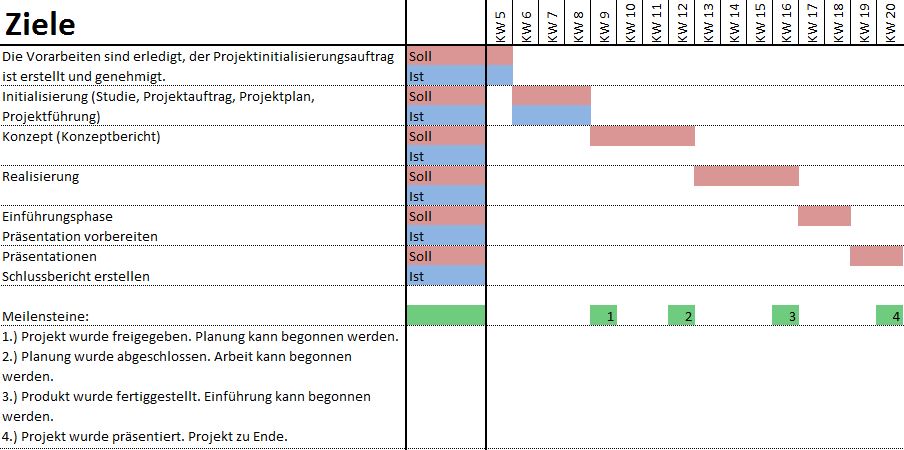 Ziele
KW 5 KW 6 KW 7 KW 8 KW 9 KW 10 KW 11 KW 12 KW 13 KW 14 KW 15 KW 16 KW 17 KW 18 KW 19 KW 20
Die Vorarbeiten sind erledigt, der Projektinitialisierungsauftrag Soll
ist erstellt und genehmigt. Ist
Initialisierung (Studie, Projektauftrag, Projektplan, Soll
Projektführung) Ist
Konzept (Konzeptbericht) Soll
Ist
Realisierung Soll
Ist
Einführungsphase Soll
Präsentation vorbereiten Ist
Präsentationen Soll
Schlussbericht erstellen Ist
Meilensteine: 1 2 3 4
1.) Projekt wurde freigegeben. Planung kann begonnen werden.
2.) Planung wurde abgeschlossen. Arbeit kann begonnen
werden.
3.) Produkt wurde fertiggestellt. Einführung kann begonnen
werden.
4.) Projekt wurde präsentiert. Projekt zu Ende.